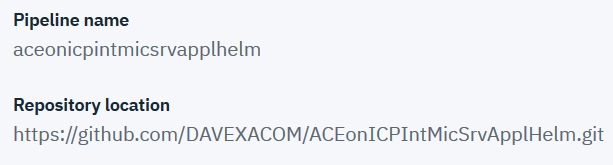 Pipeline name
aceonicpintmicsrvapplhelm
Repository location
https://github.com/DAVEXACOM/ACEonICPIntMicSrvApplHelm.git